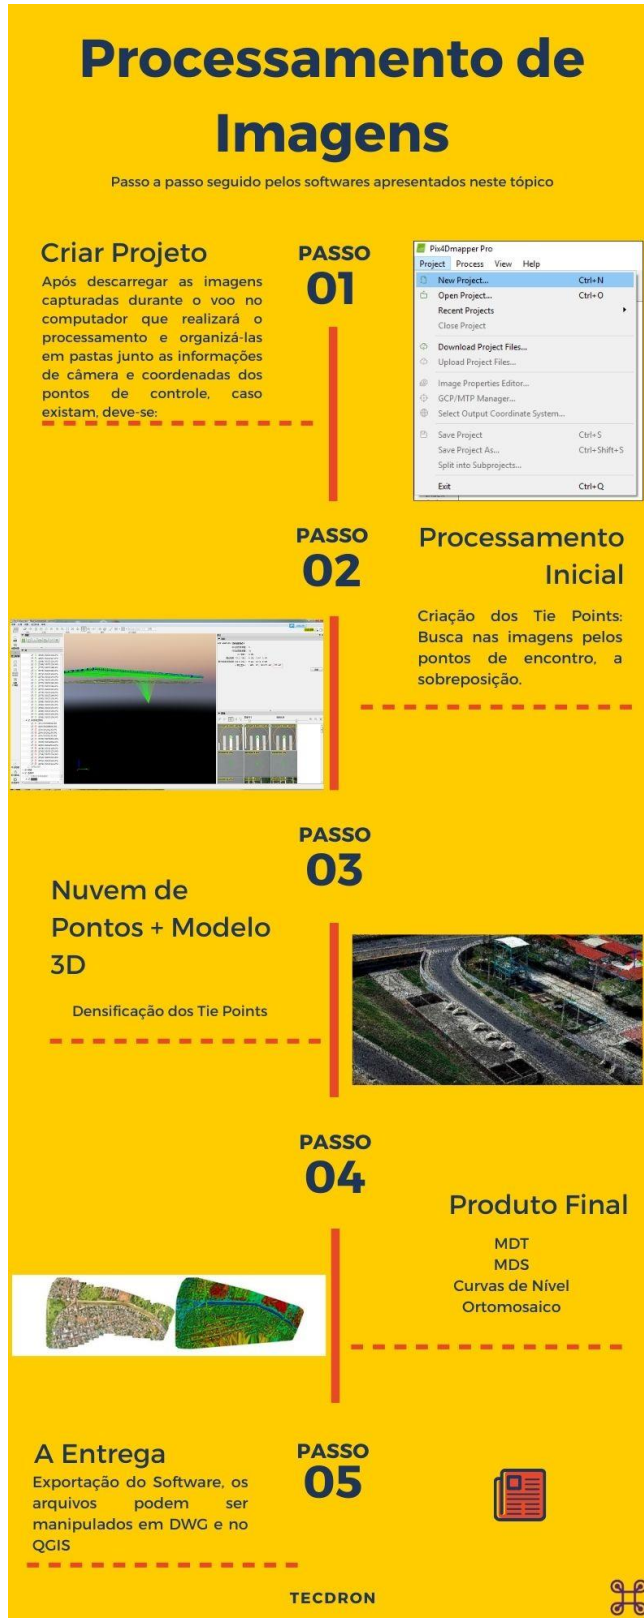 Processamento de
Imagens
Passo a passo seguido pelos softwares apresentados neste tópico
Criar Projeto
Após descarregar as imagens
capturadas durante o voo no
computador que realizará o
processamento e organizá-las
em pastas junto as informações
de câmera e coordenadas dos
pontos de controle, caso
existam, deve-se:
PASSO
01
Pix4Dmapper Pro
Project Process View Help
New Project... Ctrl+N
Open Project... Ctrl+O
Recent Projects
Close Project
Download Project Files...
Upload Project Files...
Image Properties Editor...
GCP/MTP Manager...
Select Output Coordinate System...
Save Project Ctrl+S
Save Project As... Ctrl+Shift+S
Split into Subprojects...
Exit Ctrl+Q
PASSO
02
Processamento
Inicial
Criação dos Tie Points:
Busca nas imagens pelos
pontos de encontro, a
sobreposição.
PASSO
03
Nuvem de
Pontos + Modelo
3D
Densificação dos Tie Points
PASSO
04
Produto Final
MDT
MDS
Curvas de Nível
Ortomosaico
A Entrega
Exportação do Software, os
arquivos podem ser
manipulados em DWG e no
QGIS
PASSO
05
TECDRON